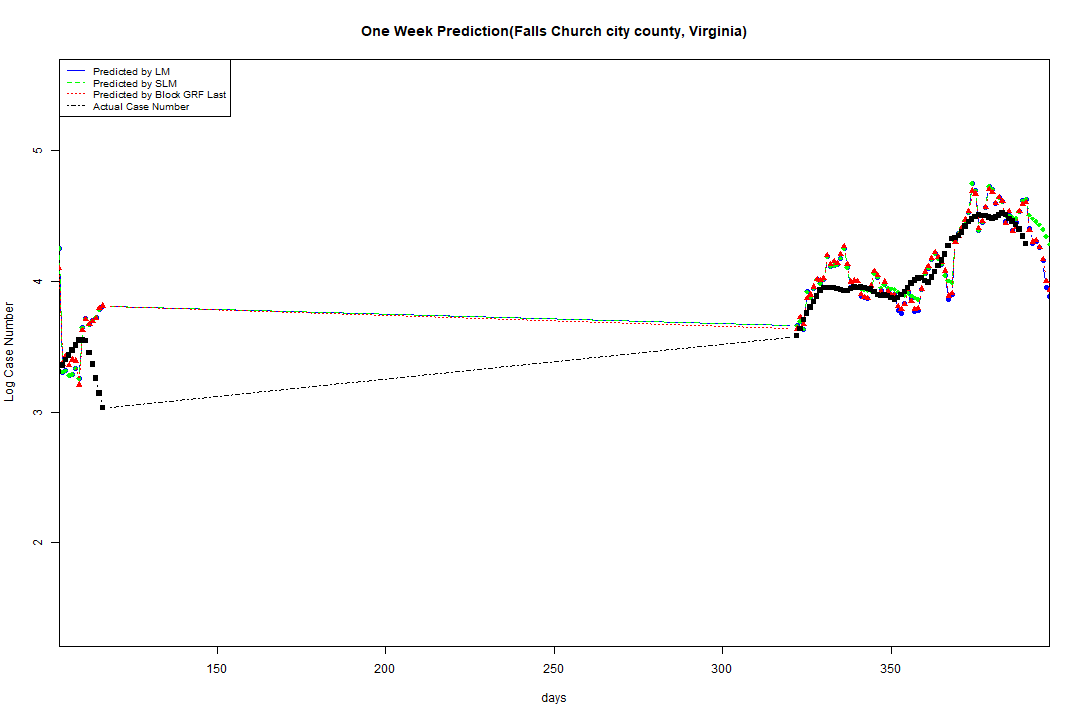 One Week Prediction(Falls Church city county, Virginia)
Predicted by LM
Predicted by SLM
Predicted by Block GRF Last
Actual Case Number
5
4
3
2
Log Case Number
150
200
250
300
350
days